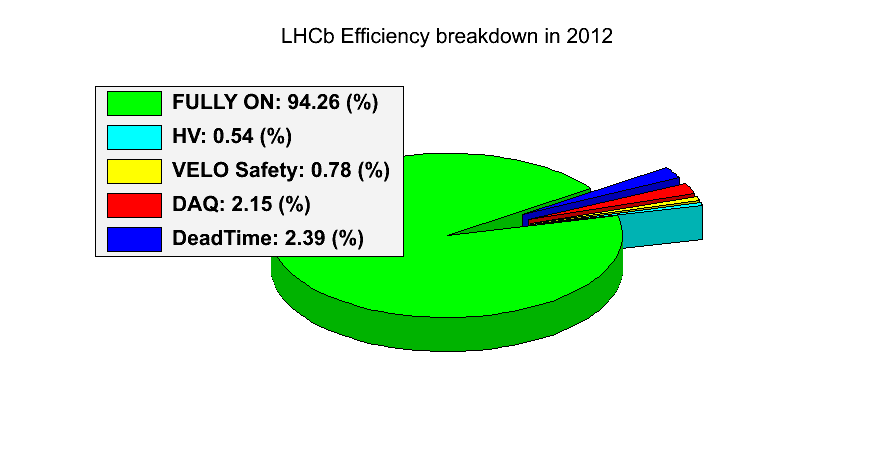 LHCb Efficiency breakdown in 2012
FULLY ON: 94.26 (%)
HV: 0.54 (%)
VELO Safety: 0.78 (%)
DAQ: 2.15 (%)
DeadTime: 2.39 (%)